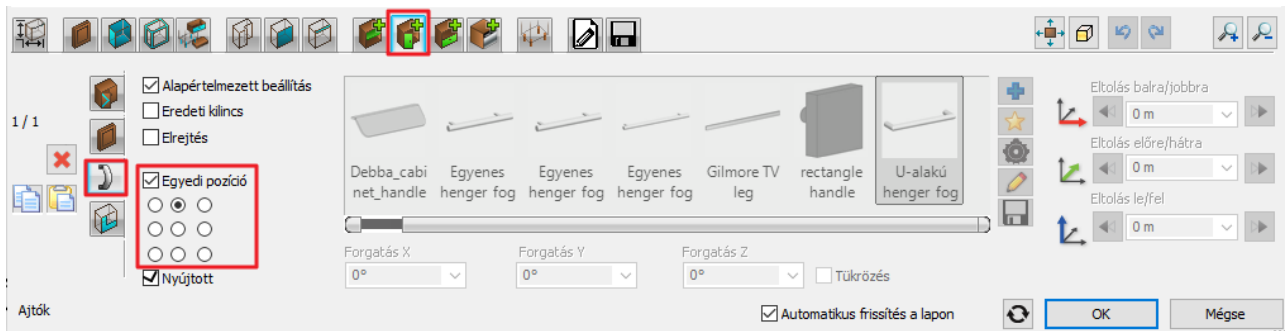 Alapértelmezett beállítás
Eredeti kilincs
Elrejtés
1 / 1
Egyedi pozíció
Nyújtott
Ajtók
Debba_cabi
net_handle
Egyenes
henger fog
Egyenes
henger fog
Egyenes
henger fog
Gilmore TV
leg
rectangle
handle
U-alakú
henger fog
Forgatás X
0°
Forgatás Y
0°
Forgatás Z
0°
Tükrözés
Automatikus frissítés a lapon
Eltolás balra/jobbra
0 m
Eltolás előre/hátra
0 m
Eltolás le/fel
0 m
OK
Mégse